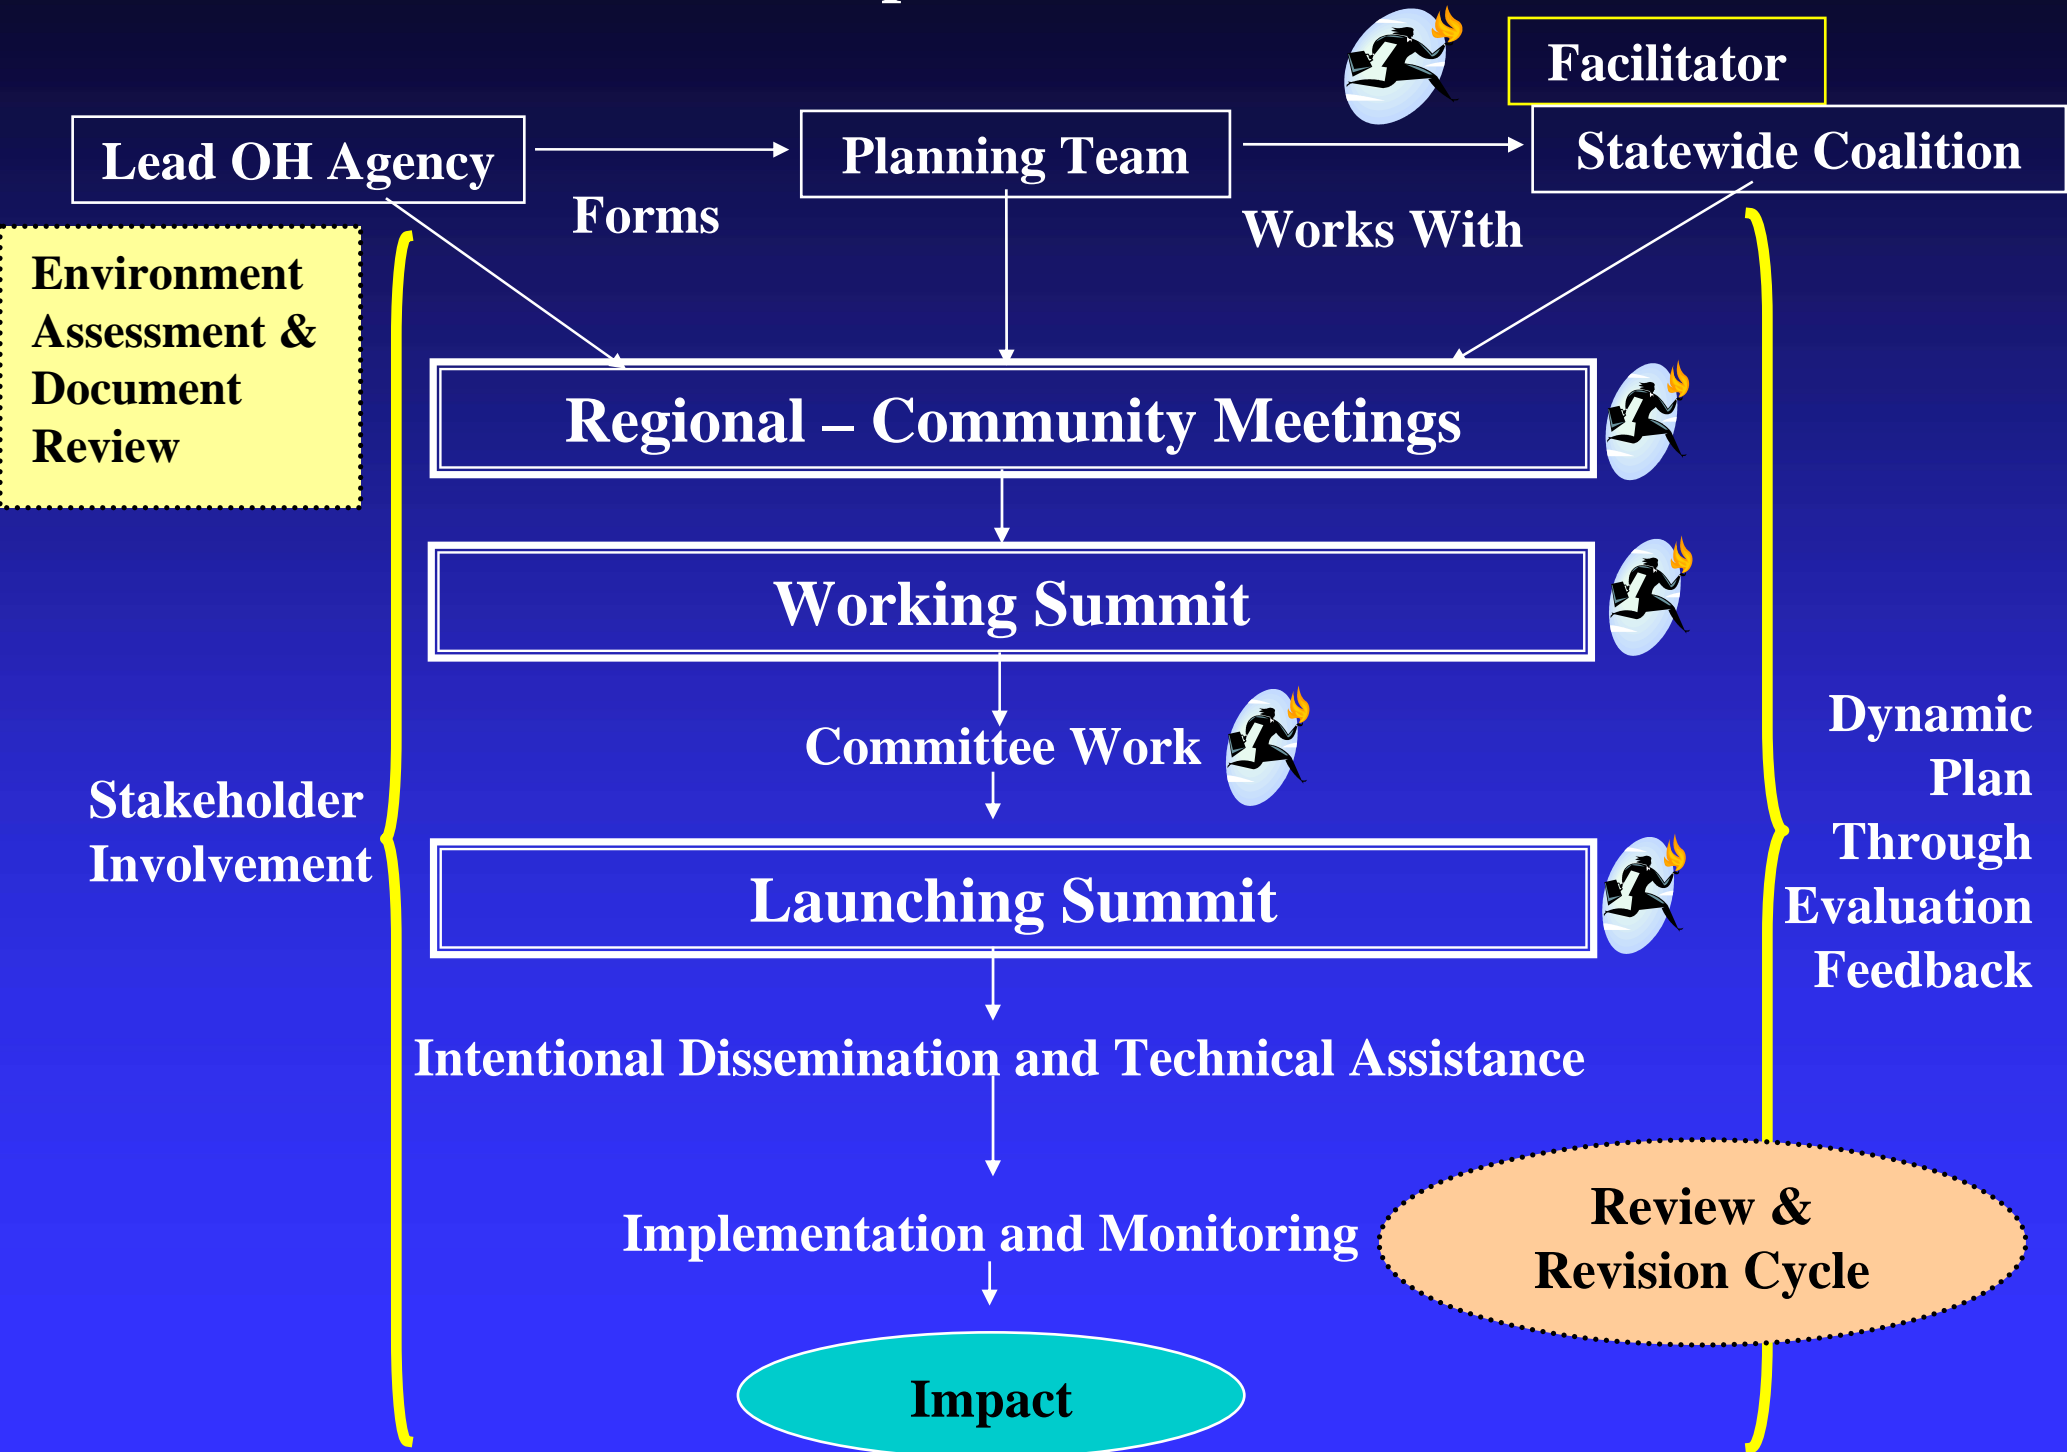 Facilitator
Lead OH Agency
Planning Team
Statewide Coalition
Forms
Works With
Environment
Assessment &
Document
Review
Regional – Community Meetings
Working Summit
Committee Work
Stakeholder
Involvement
Dynamic
Plan
Through
Evaluation
Feedback
Launching Summit
Intentional Dissemination and Technical Assistance
Implementation and Monitoring
Review &
Revision Cycle
Impact